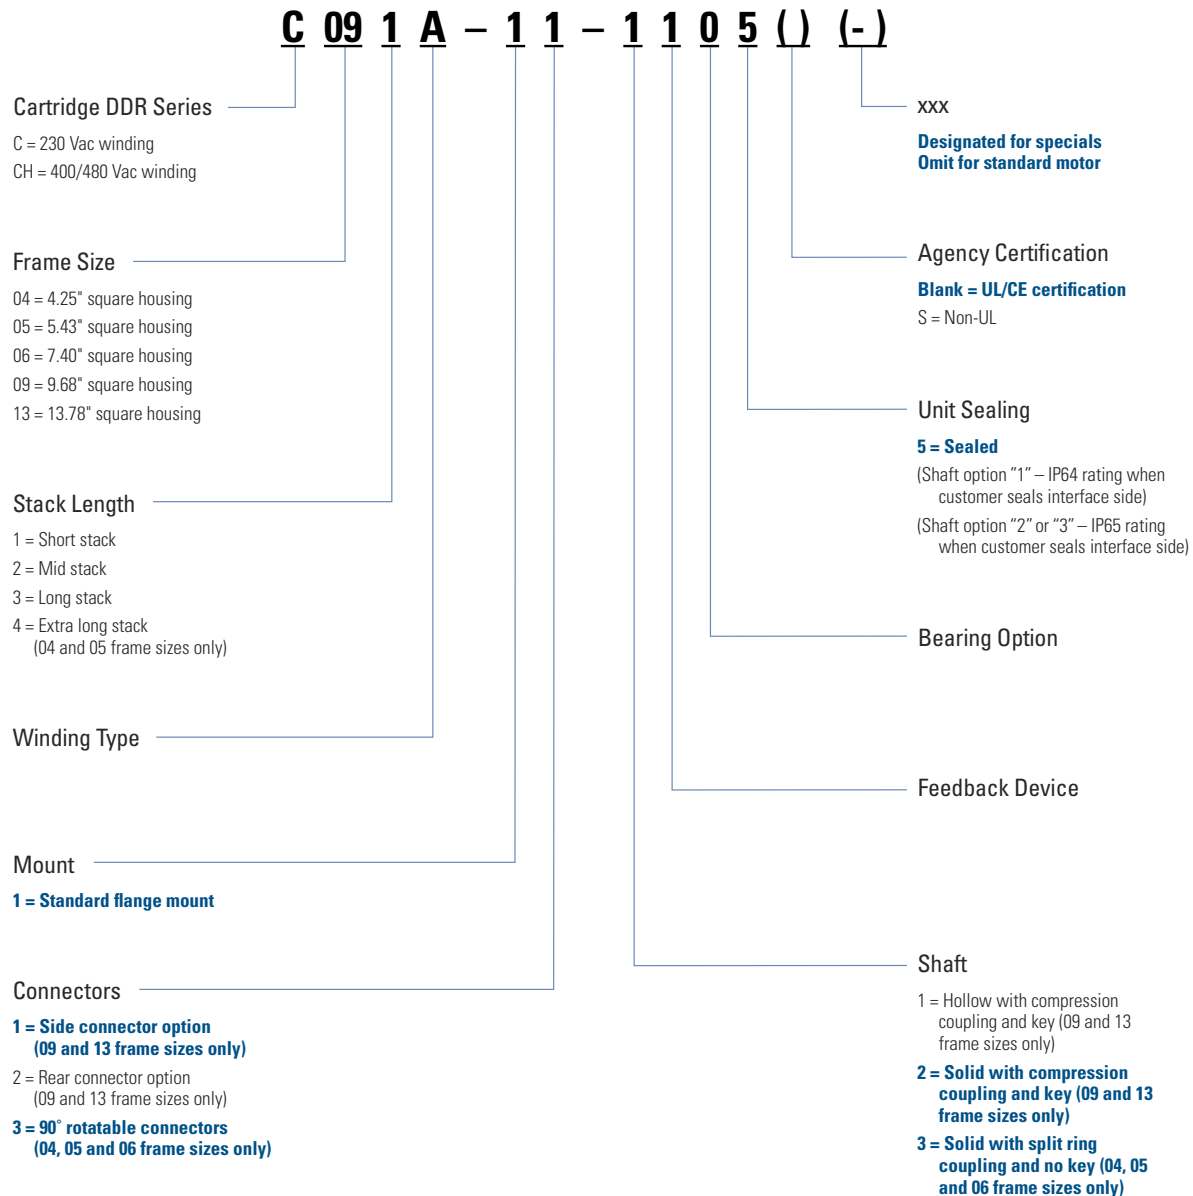 C 09 1 A – 1 1 – 1 1 0 5 ( ) (- )
Cartridge DDR Series
C = 230 Vac winding
CH = 400/480 Vac winding
Frame Size
04 = 4.25" square housing
05 = 5.43" square housing
06 = 7.40" square housing
09 = 9.68" square housing
13 = 13.78" square housing
Stack Length
1 = Short stack
2 = Mid stack
3 = Long stack
4 = Extra long stack
(04 and 05 frame sizes only)
Winding Type
Mount
1 = Standard flange mount
Connectors
1 = Side connector option
(09 and 13 frame sizes only)
2 = Rear connector option
(09 and 13 frame sizes only)
3 = 90˚ rotatable connectors
(04, 05 and 06 frame sizes only)
xxx
Designated for specials
Omit for standard motor
Agency Certification
Blank = UL/CE certification
S = Non-UL
Unit Sealing
5 = Sealed
(Shaft option "1" – IP64 rating when
customer seals interface side)
(Shaft option "2" or "3" – IP65 rating
when customer seals interface side)
Bearing Option
Feedback Device
Shaft
1 = Hollow with compression
coupling and key (09 and 13
frame sizes only)
2 = Solid with compression
coupling and key (09 and 13
frame sizes only)
3 = Solid with split ring
coupling and no key (04, 05
and 06 frame sizes only)